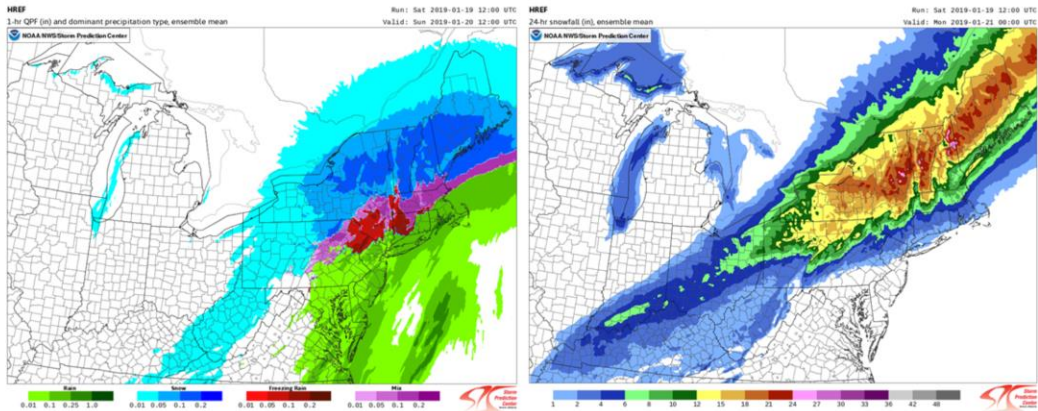 HREF
Run: Sat 2019-01-19 12:00 UTC
1-hr QPF (in) and dominant precipitation type, ensemble mean
Valid: Sun 2019-01-20 12:00 UTC
NOAA/NWS/Storm Prediction Center
Rain
Snow
Freezing Rain
Mix
0.01 0.1 0.25 1.0
0.01 0.05 0.1 0.2
0.01 0.05 0.1 0.2
0.01 0.05 0.1 0.2
Storm
Prediction
Center
HREF
Run: Sat 2019-01-19 12:00 UTC
24-hr snowfall (in), ensemble mean
Valid: Mon 2019-01-21 00:00 UTC
NOAA/NWS/Storm Prediction Center
1 2 4 6 8 10 12 15 18 21 24 27 30 33 36 42 48
Storm
Prediction
Center